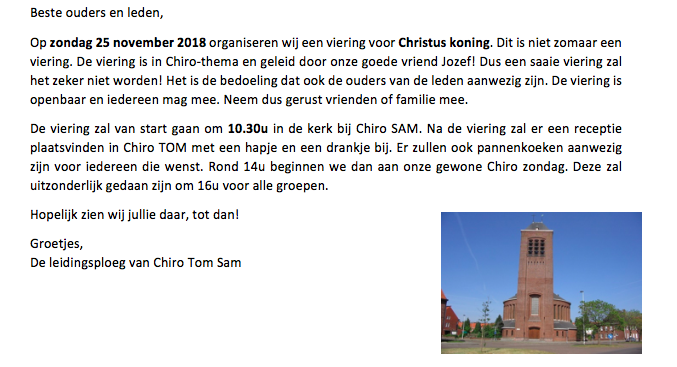 Beste ouders en leden,
Op zondag 25 november 2018 organiseren wij een viering voor Christus koning. Dit is niet zomaar een
viering. De viering is in Chiro-thema en geleid door onze goede vriend Jozef! Dus een saaie viering zal
het zeker niet worden! Het is de bedoeling dat ook de ouders van de leden aanwezig zijn. De viering is
openbaar en iedereen mag mee. Neem dus gerust vrienden of familie mee.
De viering zal van start gaan om 10.30u in de kerk bij Chiro SAM. Na de viering zal er een receptie
plaatsvinden in Chiro TOM met een hapje en een drankje bij. Er zullen ook pannenkoeken aanwezig
zijn voor iedereen die wenst. Rond 14u beginnen we dan aan onze gewone Chiro zondag. Deze zal
uitzonderlijk gedaan zijn om 16u voor alle groepen.
Hopelijk zien wij jullie daar, tot dan!
Groetjes,
De leidingsploeg van Chiro Tom Sam